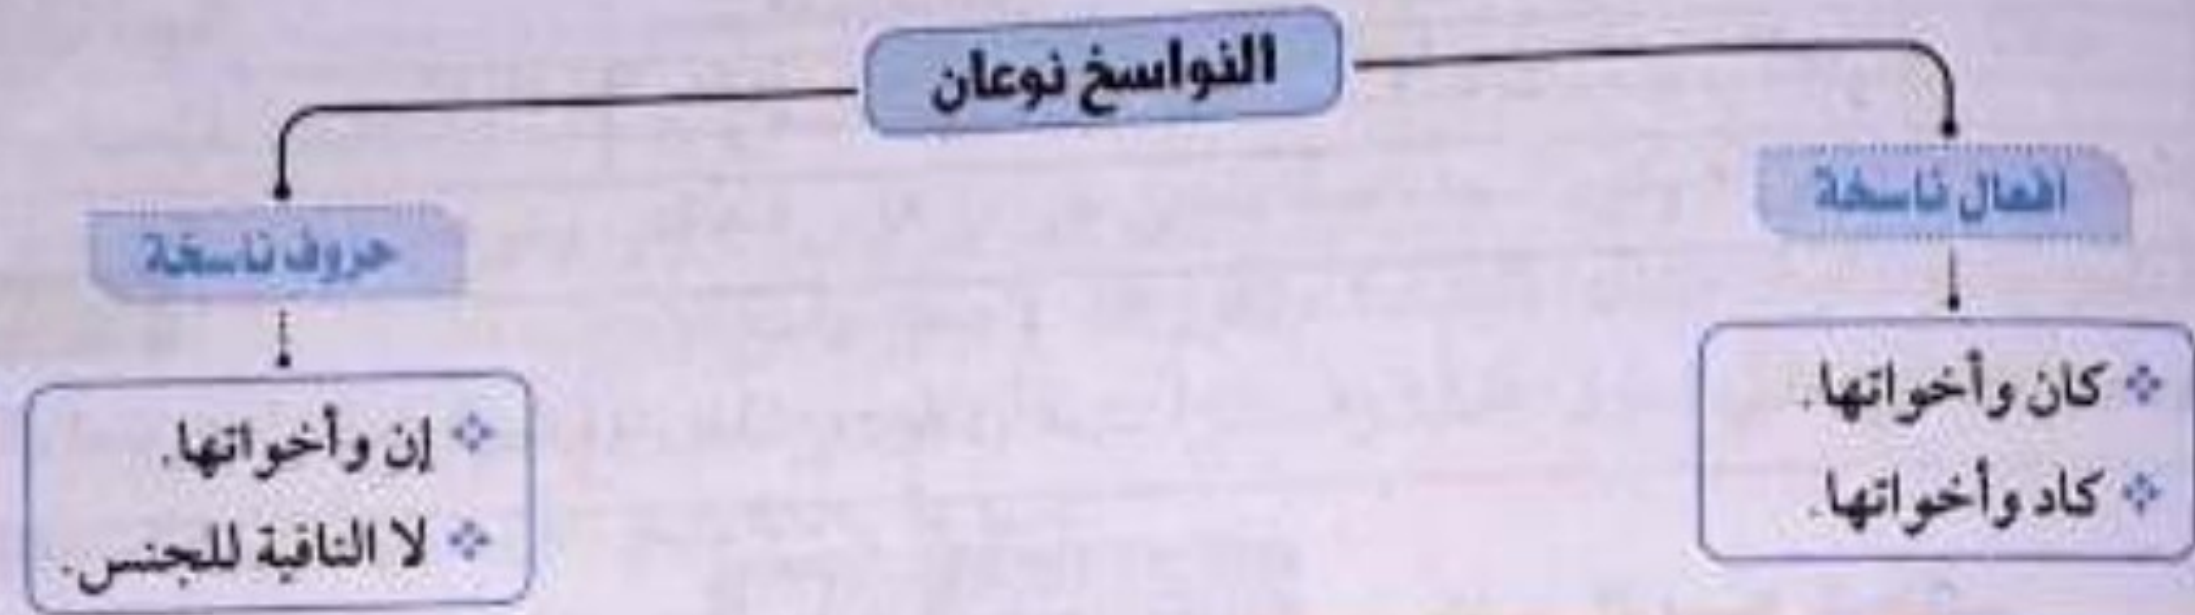 النواسخ نوعان
أفعال ناسخة
كان وأخواتها.
كاد وأخواتها.
حروف ناسخة
إن وأخواتها.
لا النافية للجنس.